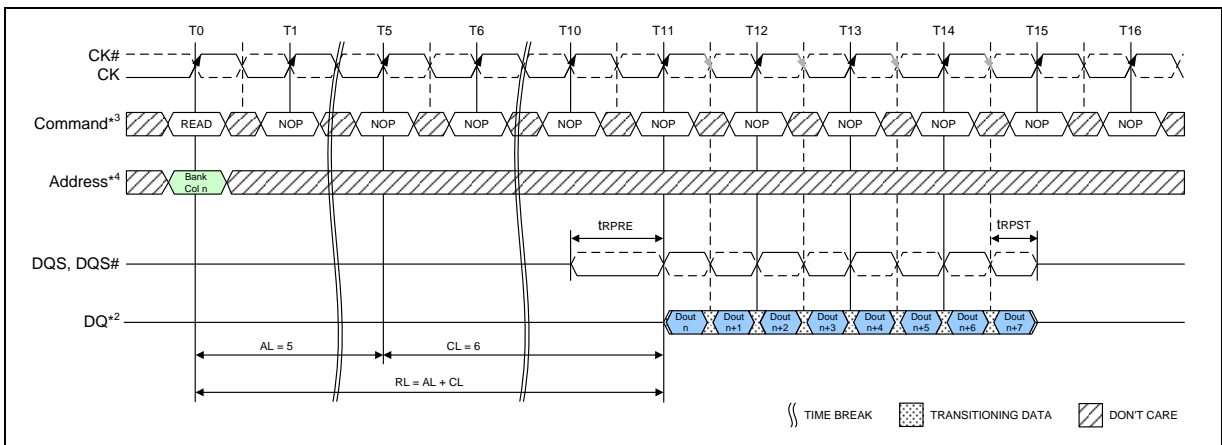 T0 T1 T5 T6 T10 T11 T12 T13 T14 T15 T16
CK#
CK
Command*3 READ NOP NOP NOP NOP NOP NOP NOP NOP NOP NOP
Address*4 Bank
Col n
tRPRE tRPST
DQS, DQS#
DQ*2 Dout
n Dout
n+1 Dout
n+2 Dout
n+3 Dout
n+4 Dout
n+5 Dout
n+6 Dout
n+7
AL = 5 CL = 6
RL = AL + CL
TIME BREAK TRANSITIONING DATA DON'T CARE